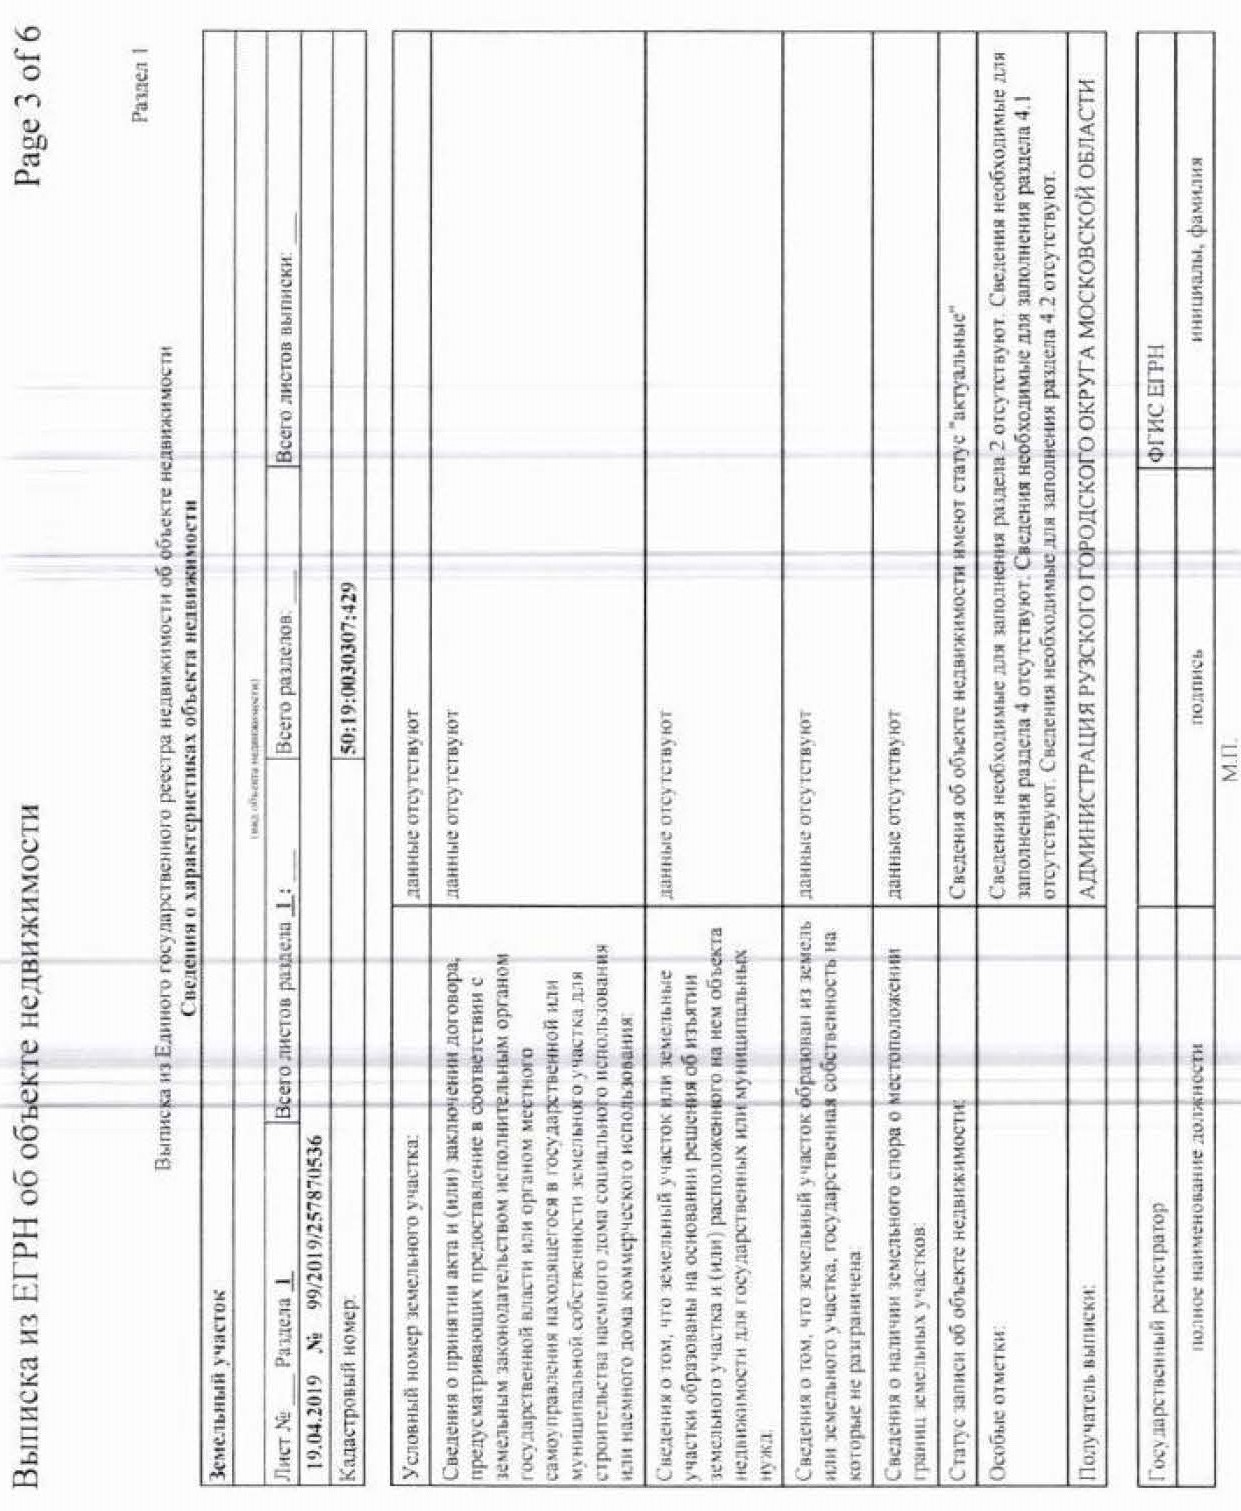 Выписка из ЕГРН об объекте недвижимости Page 3 of 6
Раздел 1
Выписка из Единого государственного реестра недвижимости об объекте недвижимости
Сведения о характеристиках объекта недвижимости
Земельный участок
(вид объекта недвижимости)
Лист № ___ Раздела 1 Всего листов раздела 1 : ___ Всего разделов: ___ Всего листов выписки: ___
19.04.2019 № 99/2019/257870536
Кадастровый номер: 50:19:0030307:429
Условный номер земельного участка: данные отсутствуют
Сведения о принятии акта и (или) заключении договора, данные отсутствуют
предусматривающих предоставление в соответствии с
земельным законодательством исполнительным органом
государственной власти или органом местного
самоуправления находящегося в государственной или
муниципальной собственности земельного участка для
строительства наемного дома социального использования
или наемного дома коммерческого использования:
Сведения о том, что земельный участок или земельные данные отсутствуют
участки образованы на основании решения об изъятии
земельного участка и (или) расположенного на нем объекта
недвижимости для государственных или муниципальных
нужд:
Сведения о том, что земельный участок образован из земель данные отсутствуют
или земельного участка, государственная собственность на
которые не разграничена:
Сведения о наличии земельного спора о местоположении данные отсутствуют
границ земельных участков:
Статус записи об объекте недвижимости: Сведения об объекте недвижимости имеют статус "актуальные"
Особые отметки: Сведения необходимые для заполнения раздела 2 отсутствуют. Сведения необходимые для
заполнения раздела 4 отсутствуют. Сведения необходимые для заполнения раздела 4.1
отсутствуют. Сведения необходимые для заполнения раздела 4.2 отсутствуют.
Получатель выписки: АДМИНИСТРАЦИЯ РУЗСКОГО ГОРОДСКОГО ОКРУГА МОСКОВСКОЙ ОБЛАСТИ
Государственный регистратор ФГИС ЕГРН
полное наименование должности подпись инициалы, фамилия
М.П.